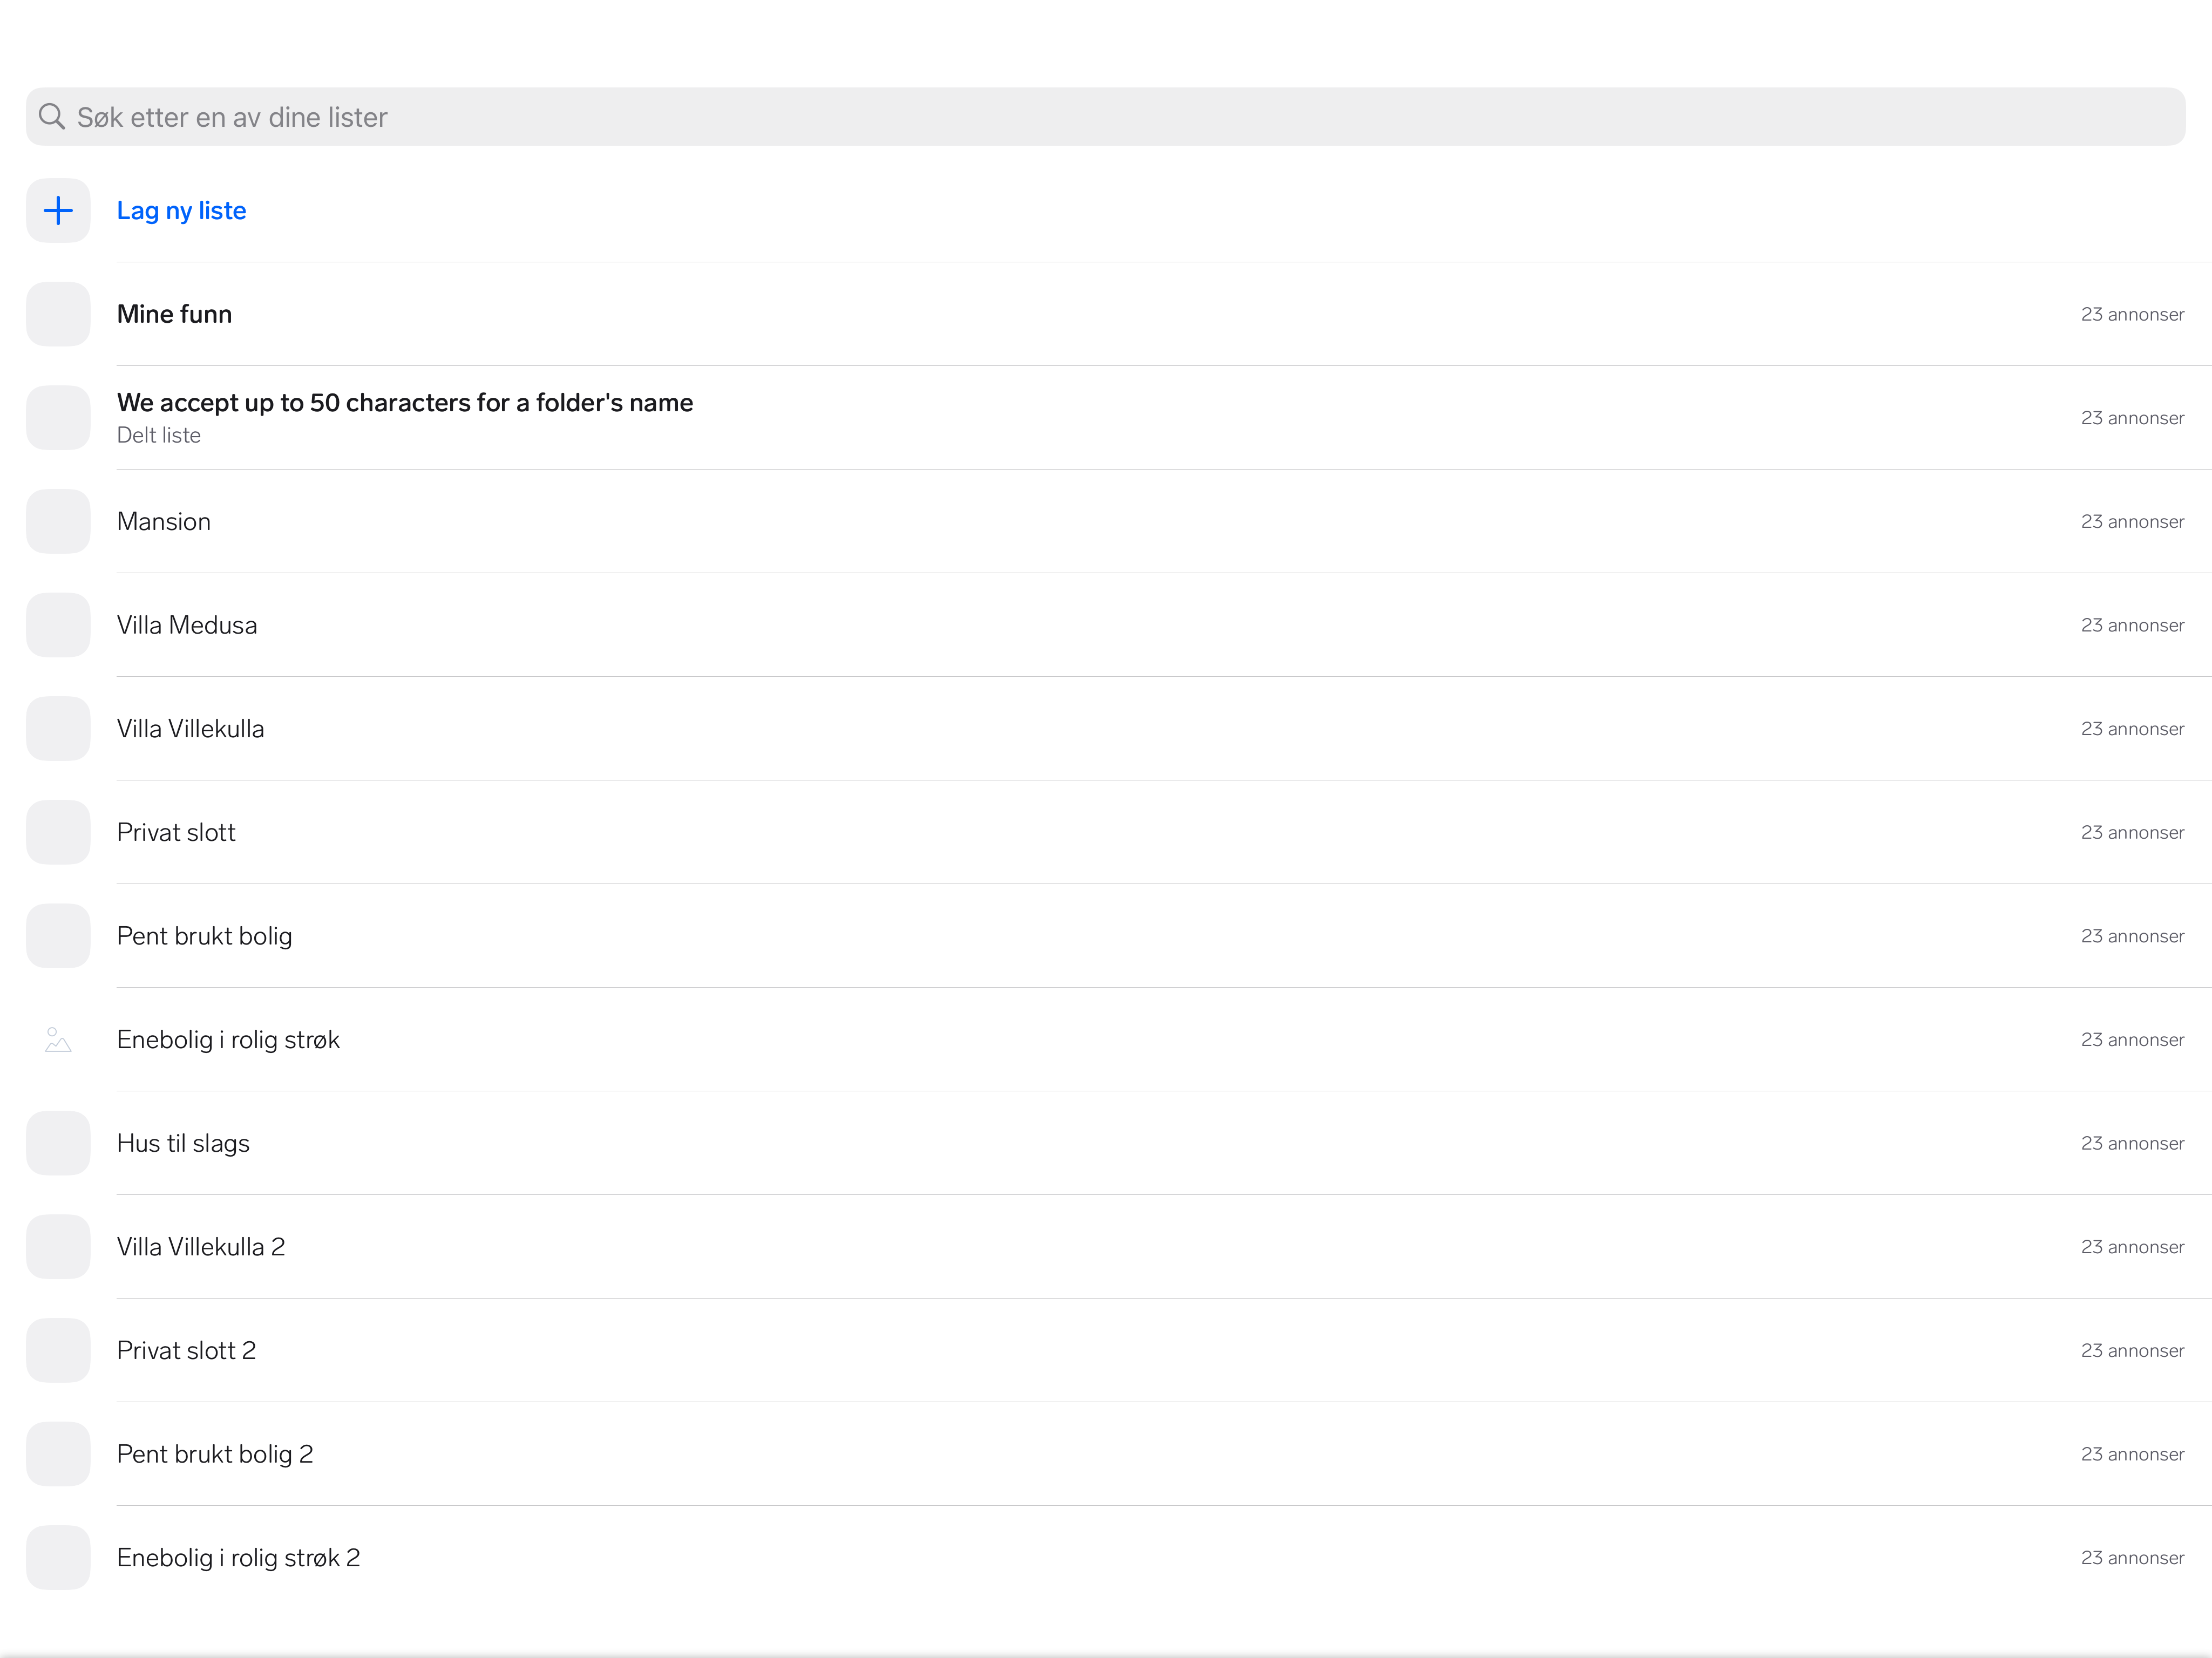 Søk etter en av dine lister
Lag ny liste
Mine funn
23 annonser
We accept up to 50 characters for a folder's name
Delt liste
23 annonser
Mansion
23 annonser
Villa Medusa
23 annonser
Villa Villekulla
23 annonser
Privat slott
23 annonser
Pent brukt bolig
23 annonser
Enebolig i rolig strøk
23 annonser
Hus til slags
23 annonser
Villa Villekulla 2
23 annonser
Privat slott 2
23 annonser
Pent brukt bolig 2
23 annonser
Enebolig i rolig strøk 2
23 annonser